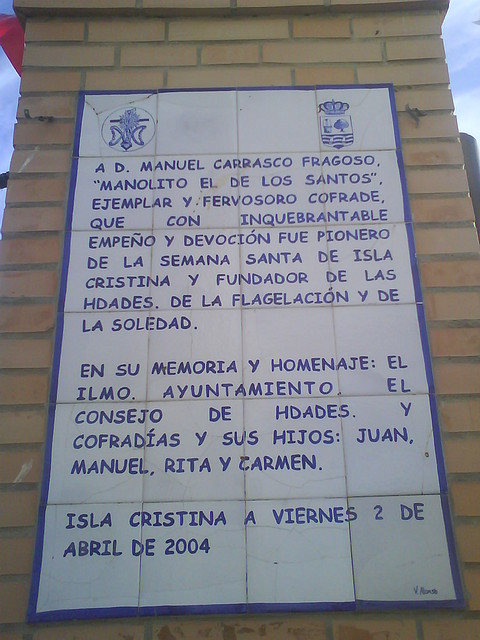 A D. MANUEL CARRASCO FRAGOSO,
"MANOLITO EL DE LOS SANTOS",
EJEMPLAR Y FERVOSORO COFRADE,
QUE CON INQUEBRANTABLE
EMPEÑO Y DEVOCIÓN FUE PIONERO
DE LA SEMANA SANTA DE ISLA
CRISTINA Y FUNDADOR DE LAS
HDADES. DE LA FLAGELACIÓN Y DE
LA SOLEDAD.
EN SU MEMORIA Y HOMENAJE: EL
ILMO. AYUNTAMIENTO EL
CONSEJO DE HDADES. Y
COFRADÍAS Y SUS HIJOS: JUAN,
MANUEL, RITA Y CARMEN.
ISLA CRISTINA A VIERNES 2 DE
ABRIL DE 2004